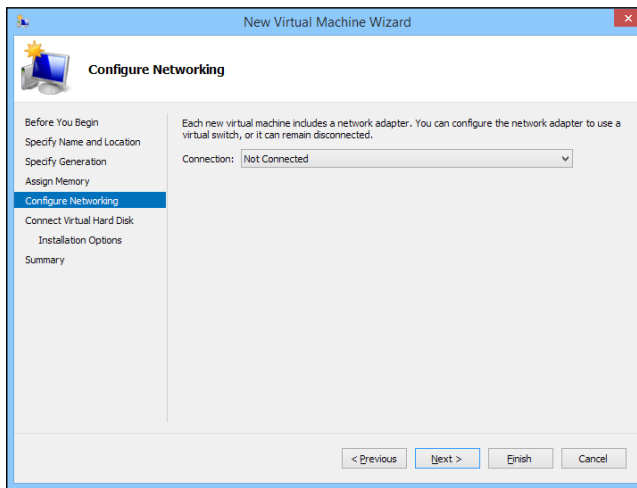 New Virtual Machine Wizard
Configure Networking
Before You Begin
Specify Name and Location
Specify Generation
Assign Memory
Configure Networking
Connect Virtual Hard Disk
Installation Options
Summary
Each new virtual machine includes a network adapter. You can configure the network adapter to use a
virtual switch, or it can remain disconnected.
Connection: Not Connected
< Previous Next > Finish Cancel